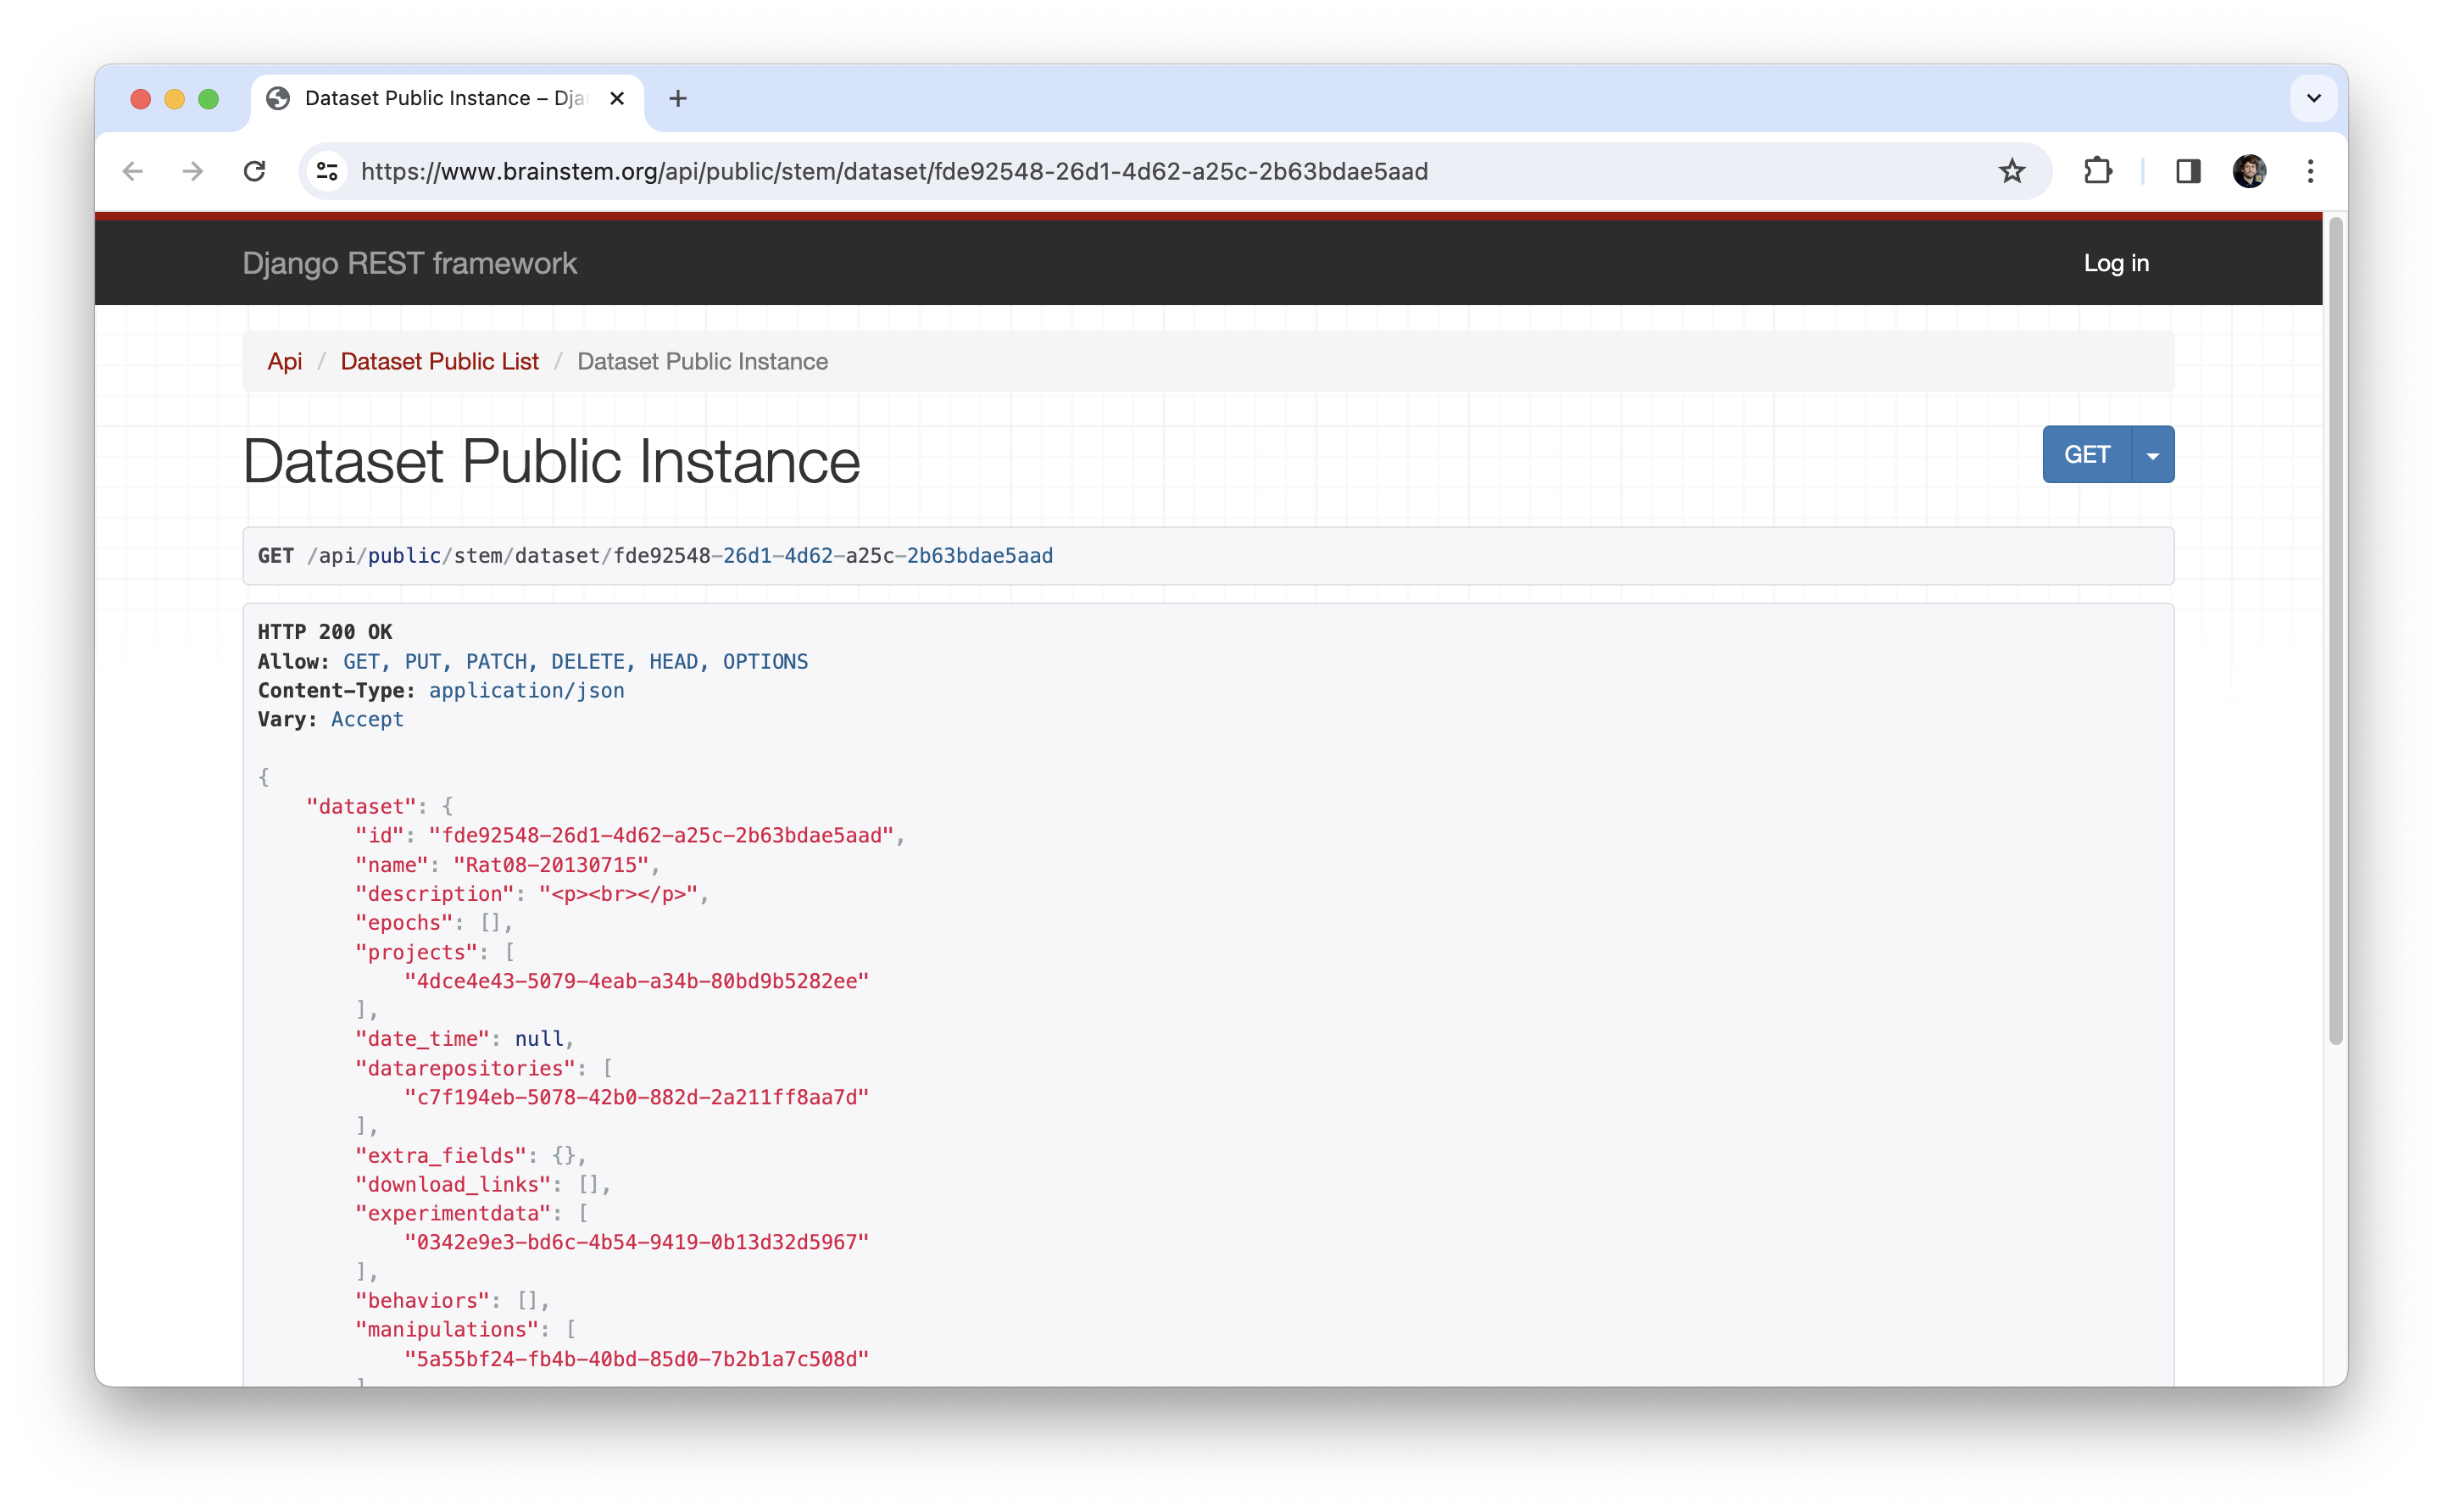 Dataset Public Instance – Dja
https://www.brainstem.org/api/public/stem/dataset/fde92548-26d1-4d62-a25c-2b63bdae5aad
Django REST framework
Log in
Api / Dataset Public List / Dataset Public Instance
Dataset Public Instance
GET
GET /api/public/stem/dataset/fde92548-26d1-4d62-a25c-2b63bdae5aad
HTTP 200 OK
Allow: GET, PUT, PATCH, DELETE, HEAD, OPTIONS
Content-Type: application/json
Vary: Accept
{
"dataset": {
"id": "fde92548-26d1-4d62-a25c-2b63bdae5aad",
"name": "Rat08-20130715",
"description": "<p><br></p>",
"epochs": [],
"projects": [
"4dce4e43-5079-4eab-a34b-80bd9b5282ee"
],
"date_time": null,
"datarepositories": [
"c7f194eb-5078-42b0-882d-2a211ff8aa7d"
],
"extra_fields": {},
"download_links": [],
"experimentdata": [
"0342e9e3-bd6c-4b54-9419-0b13d32d5967"
],
"behaviors": [],
"manipulations": [
"5a55bf24-fb4b-40bd-85d0-7b2b1a7c508d"
]